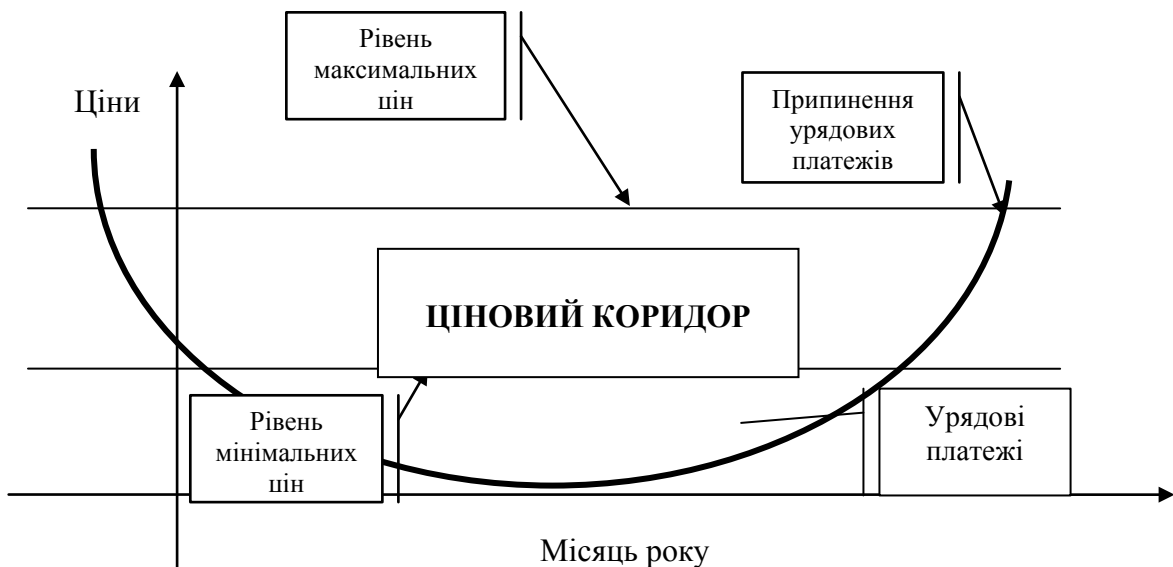 Рівень
максимальних
цін
Ціни
Припинення
урядових
платежів
ЦІНОВИЙ КОРИДОР
Рівень
мінімальних
цін
Урядові
платежі
Місяць року